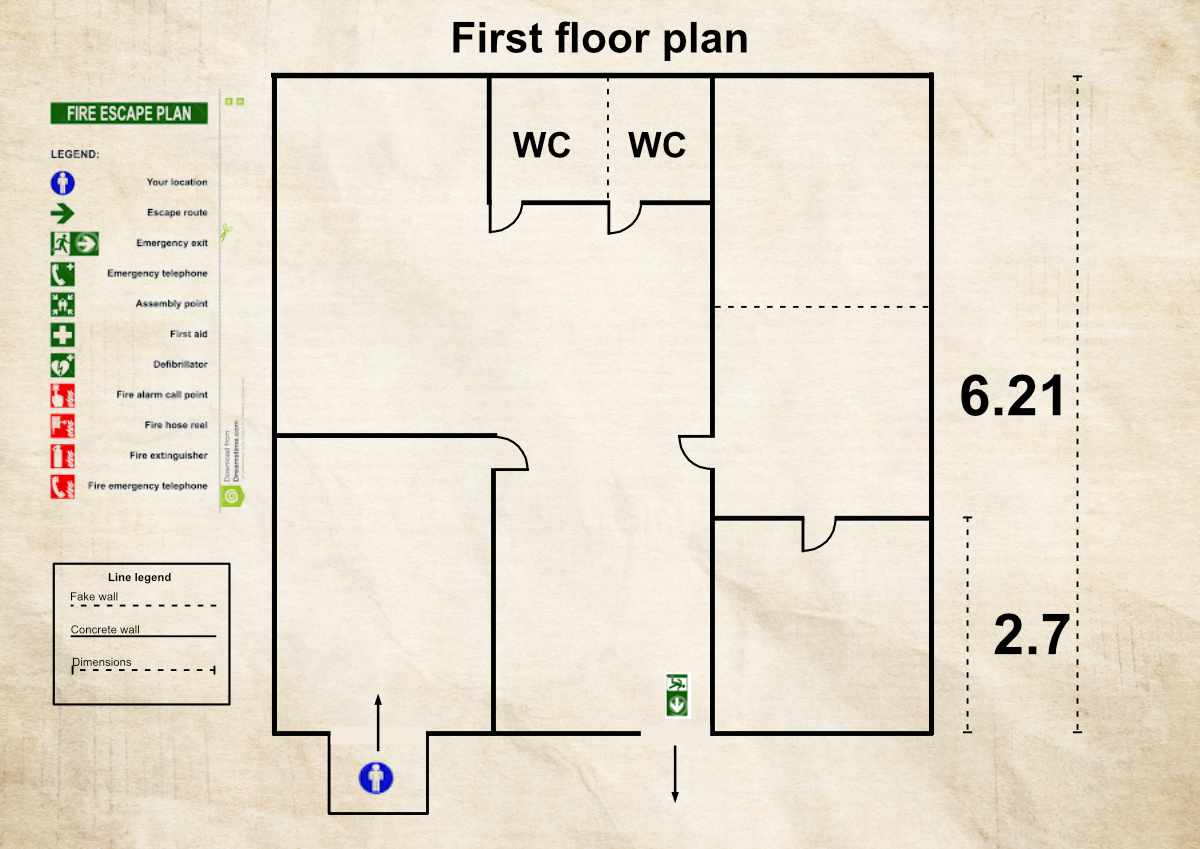 First floor plan
FIRE ESCAPE PLAN
LEGEND:
Your location
Escape route
Emergency exit
Emergency telephone
Assembly point
First aid
Defibrillator
Fire alarm call point
Fire hose reel
Fire extinguisher
Fire emergency telephone
Download from
Dreamstime.com
WC WC
6.21
2.7
Line legend
Fake wall
Concrete wall
Dimensions